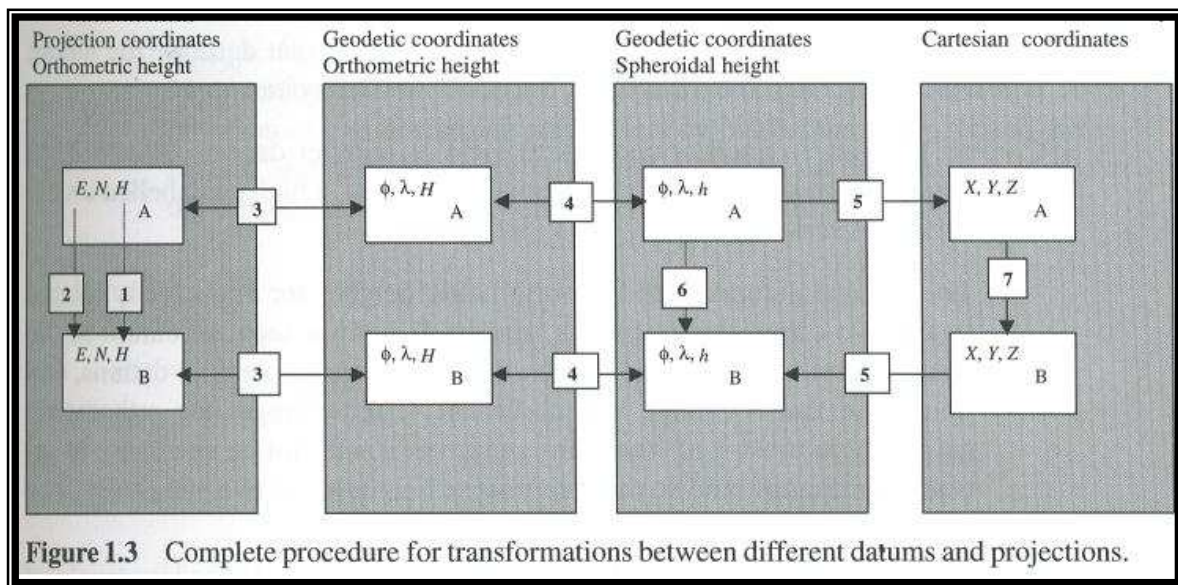 Projection coordinates
Orthometric height
Geodetic coordinates
Orthometric height
Geodetic coordinates
Spheroidal height
Cartesian coordinates
E, N, H
A
3
ϕ, λ, H
A
4
ϕ, λ, h
A
5
X, Y, Z
A
2
1
6
7
E, N, H
B
3
ϕ, λ, H
B
4
ϕ, λ, h
B
5
X, Y, Z
B
Figure 1.3 Complete procedure for transformations between different datums and projections.